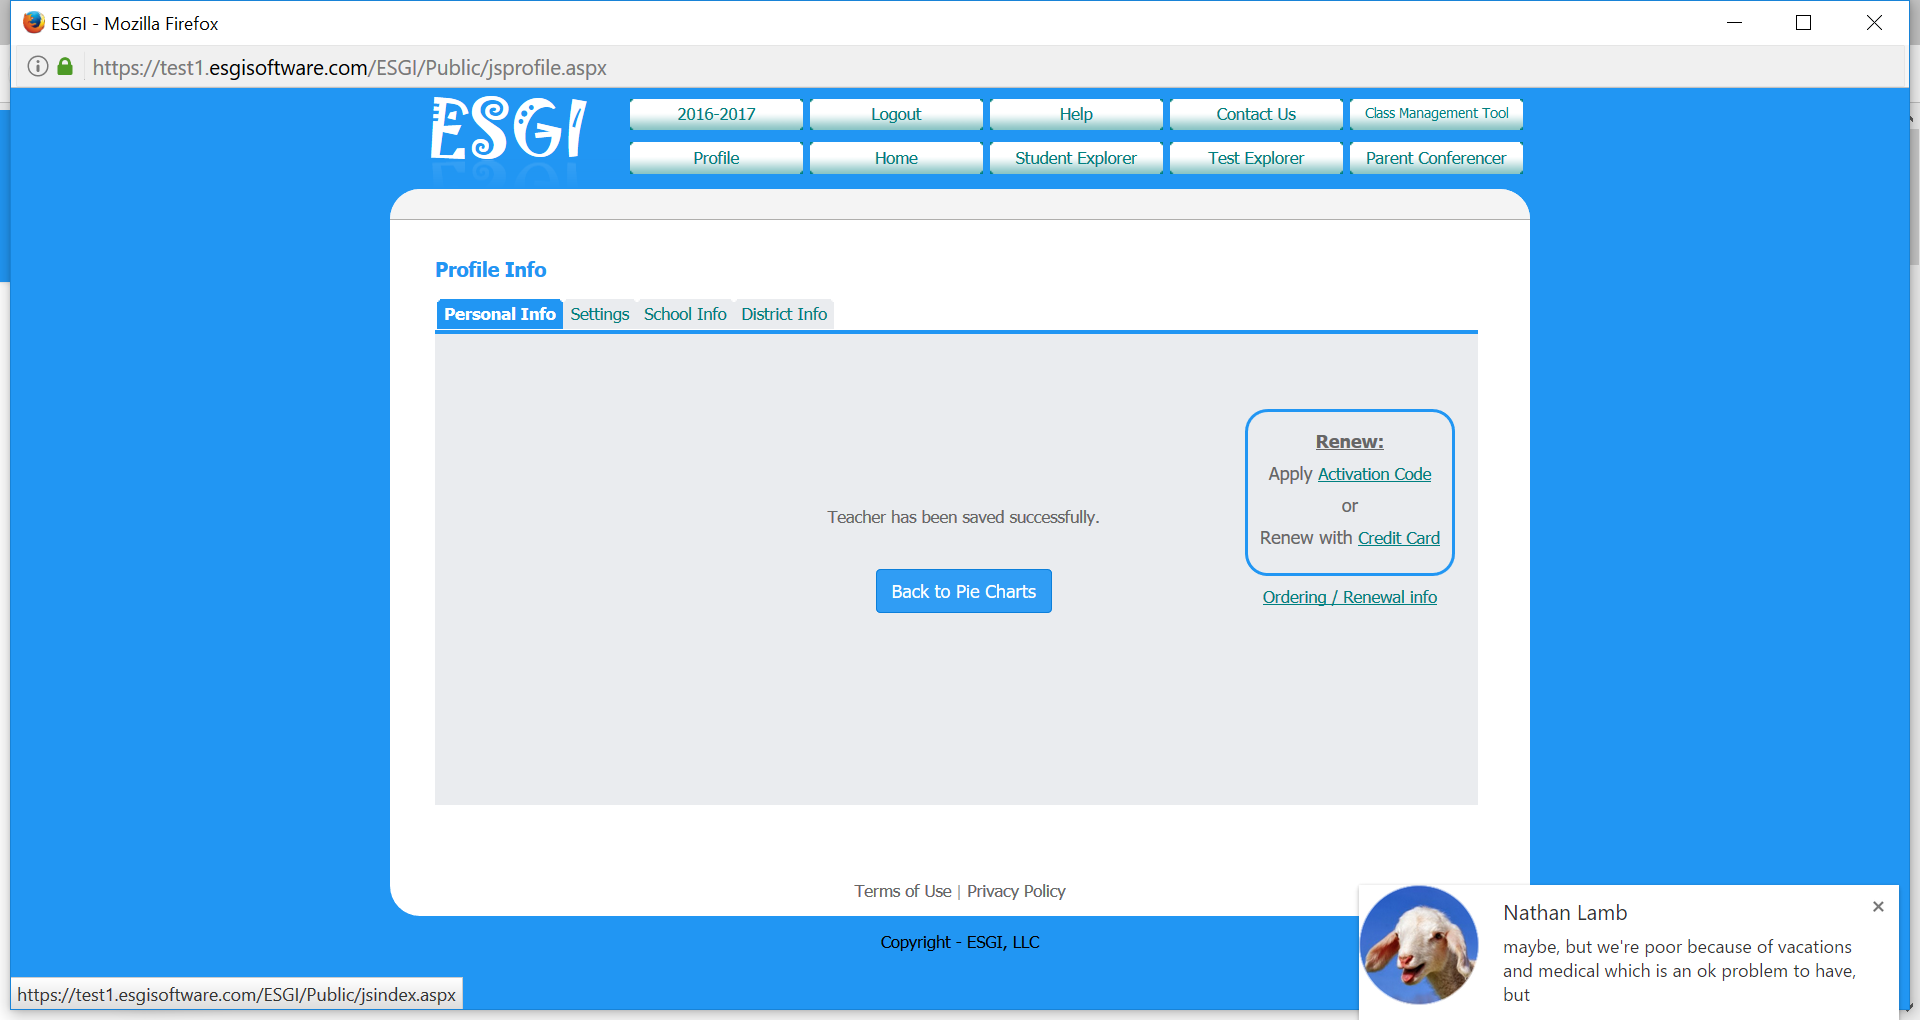 ESGI - Mozilla Firefox
https://test1.esgisoftware.com/ESGI/Public/jsprofile.aspx
ESGI
2016-2017
Logout
Help
Contact Us
Class Management Tool
Profile
Home
Student Explorer
Test Explorer
Parent Conferencer
Profile Info
Personal Info
Settings
School Info
District Info
Renew:
Apply Activation Code
or
Renew with Credit Card
Ordering / Renewal info
Teacher has been saved successfully.
Back to Pie Charts
Terms of Use | Privacy Policy
Copyright - ESGI, LLC
Nathan Lamb
maybe, but we're poor because of vacations
and medical which is an ok problem to have,
but
https://test1.esgisoftware.com/ESGI/Public/jsindex.aspx